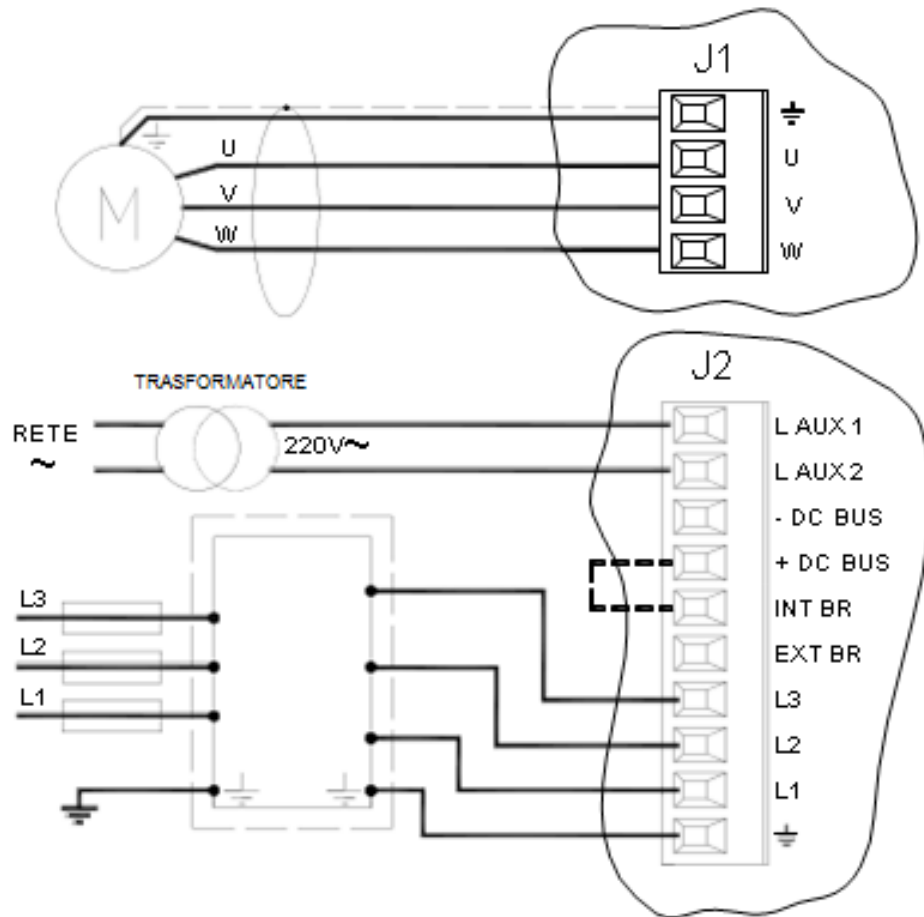 J1
U
U
V
V
W
W
M
J2
TRASFORMATORE
RETE
~
220V~
L AUX 1
L AUX 2
- DC BUS
+ DC BUS
INT BR
EXT BR
L3
L2
L1
L3
L2
L1